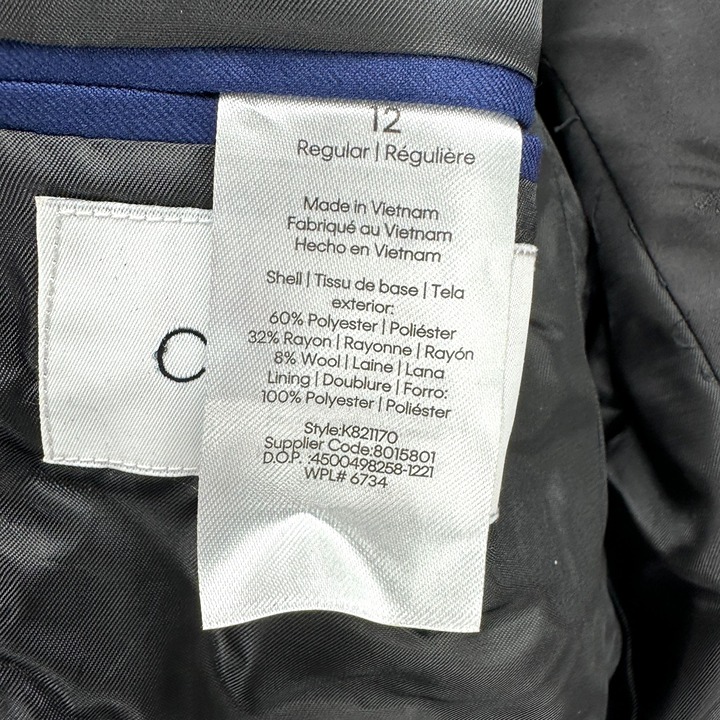 12
Regular | Régulière
Made in Vietnam
Fabriqué au Vietnam
Hecho en Vietnam
Shell | Tissu de base | Tela
exterior:
60% Polyester | Poliéster
32% Rayon | Rayonne | Rayón
8% Wool | Laine | Lana
Lining | Doublure | Forro:
100% Polyester | Poliéster
Style:K821170
Supplier Code:8015801
D.O.P. :4500498258-1221
WPL# 6734
C